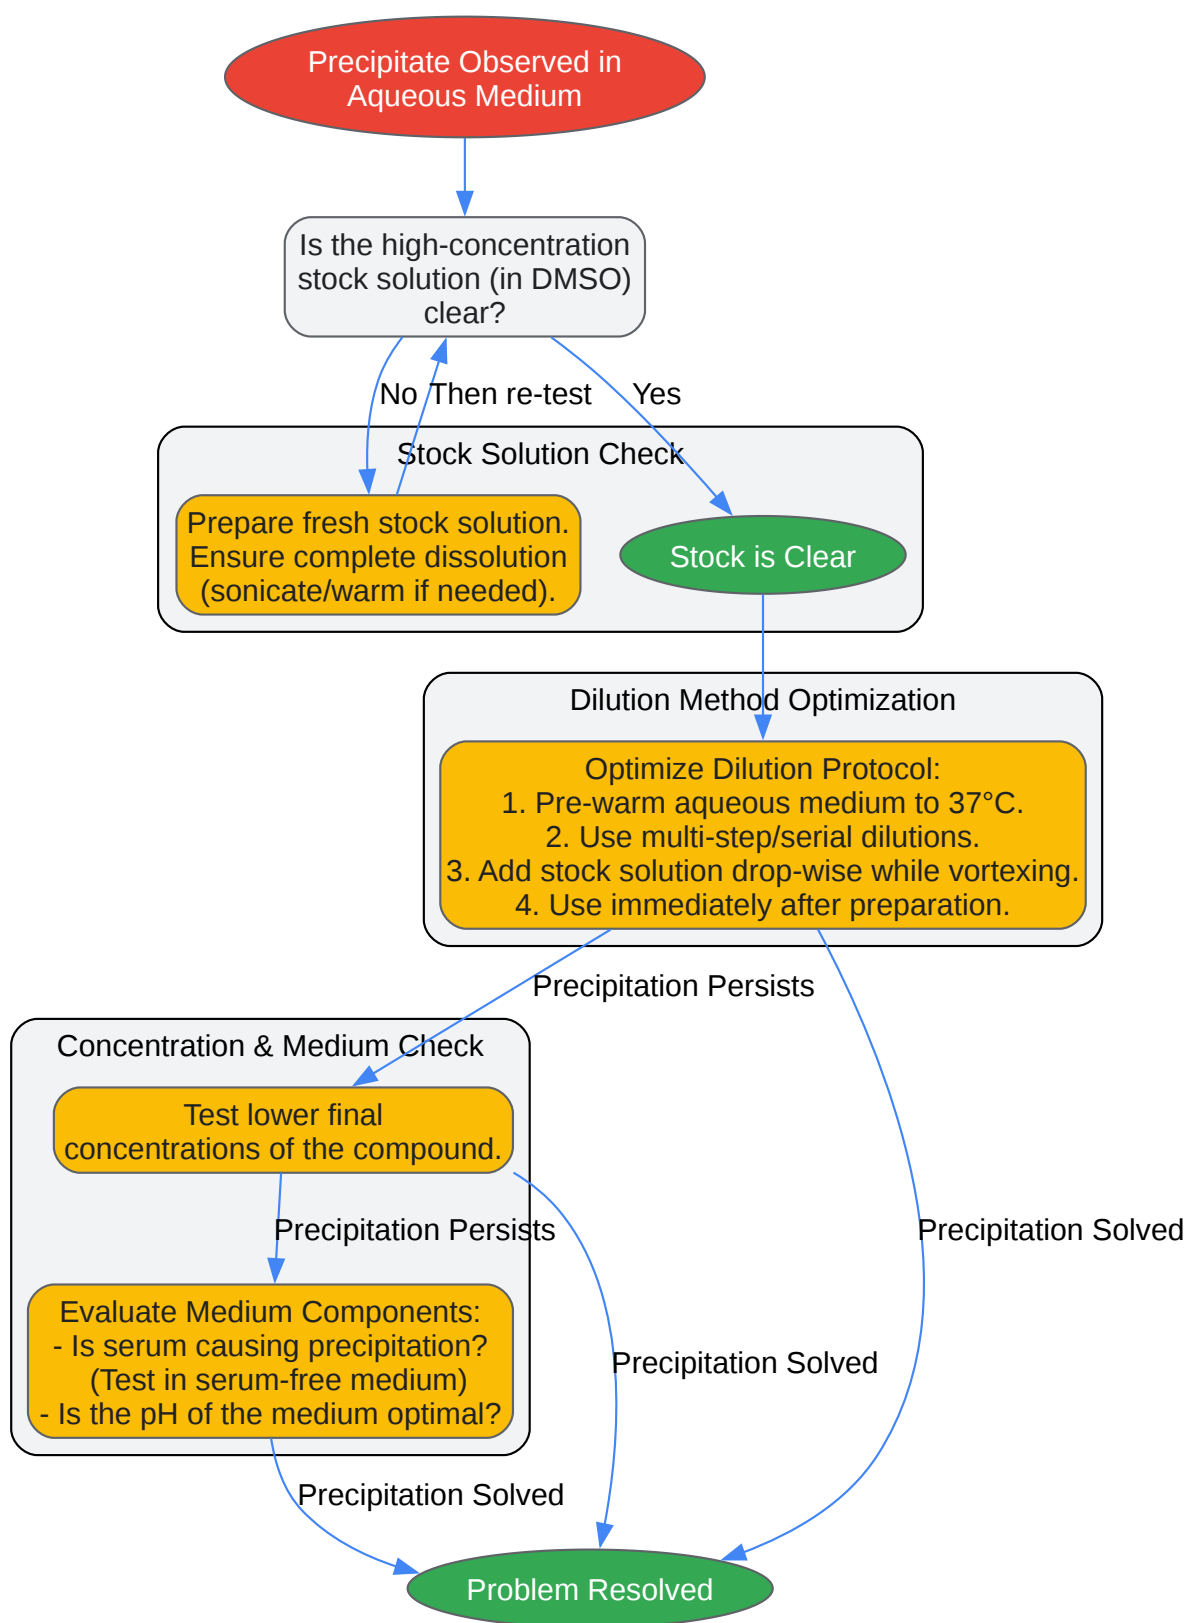 Precipitate Observed in
Aqueous Medium
Is the high-concentration
stock solution (in DMSO)
clear?
No
Then re-test
Yes
Stock Solution Check
Prepare fresh stock solution.
Ensure complete dissolution
(sonicate/warm if needed).
Stock is Clear
Dilution Method Optimization
Optimize Dilution Protocol:
1. Pre-warm aqueous medium to 37°C.
2. Use multi-step/serial dilutions.
3. Add stock solution drop-wise while vortexing.
4. Use immediately after preparation.
Precipitation Persists
Concentration & Medium Check
Test lower final
concentrations of the compound.
Precipitation Persists
Precipitation Solved
Evaluate Medium Components:
- Is serum causing precipitation?
(Test in serum-free medium)
- Is the pH of the medium optimal?
Precipitation Solved
Precipitation Solved
Problem Resolved